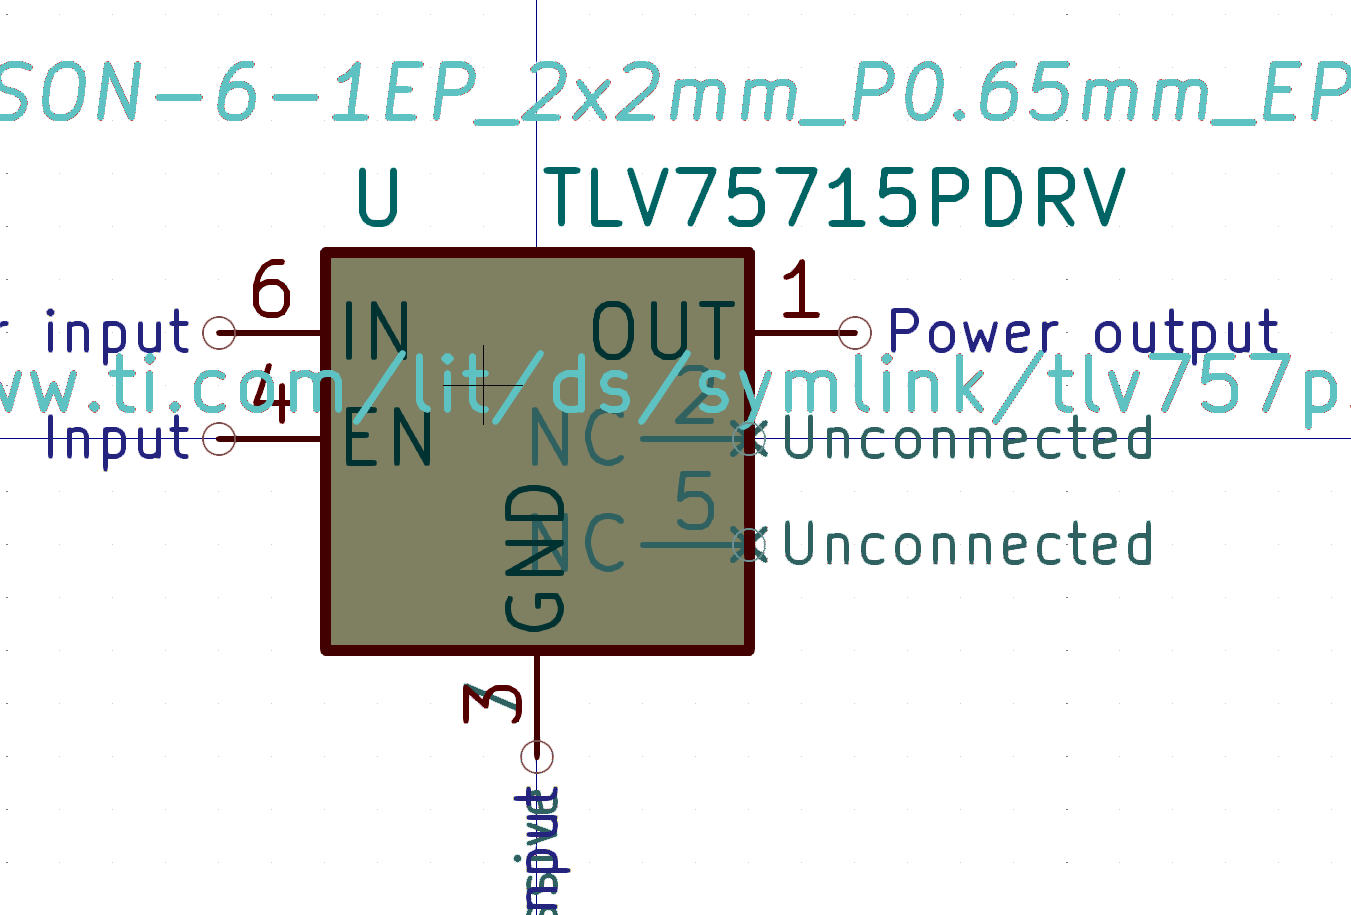 SON-6-1EP_2x2mm_P0.65mm_EP
U TLV75715PDRV
6 1
input IN OUT Power output
ww.ti.com/lit/ds/symlink/tlv757p.
4 2
Input EN NC Unconnected
5
NC Unconnected
GND
3